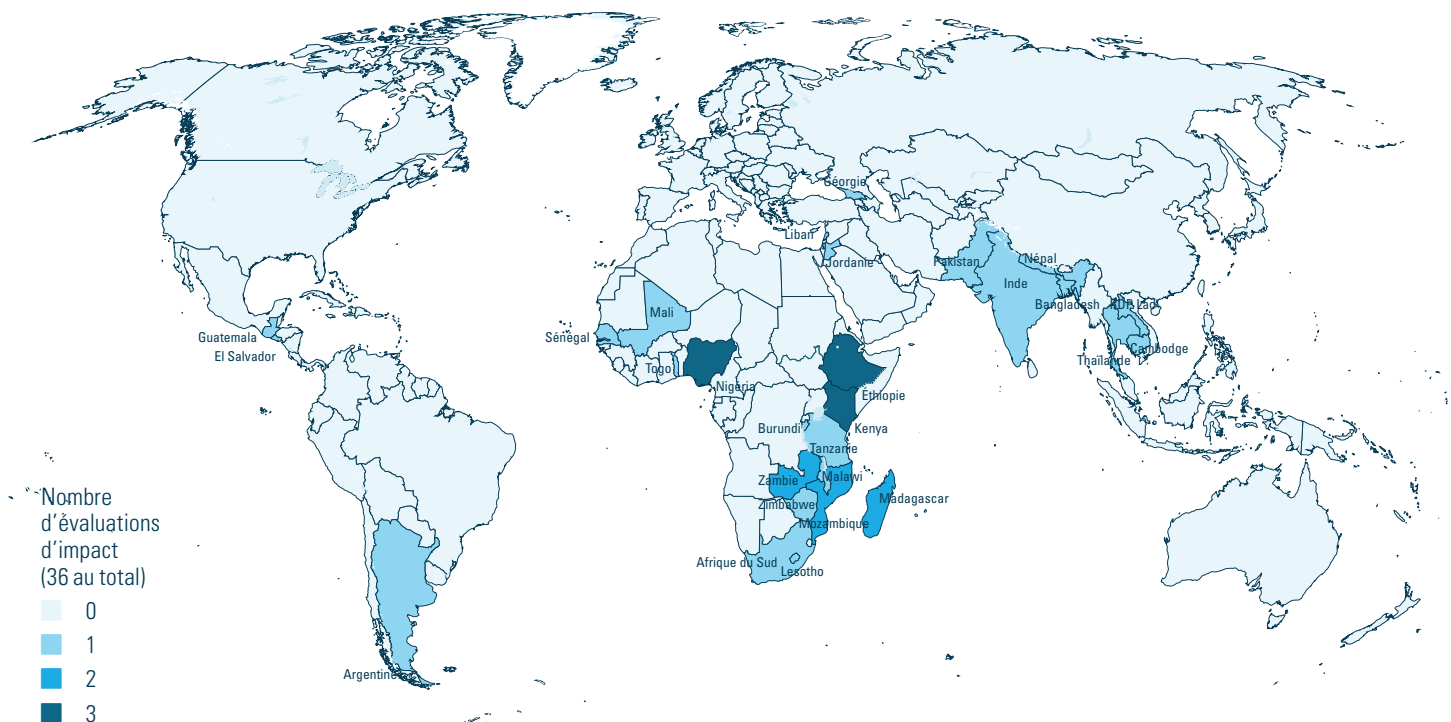 Géorgie
Liban
Jordanie
Pakistan
Népal
Inde
Bangladesh
RDP Lao
Mali
Guatemala
Sénégal
El Salvador
Cambodge
Thaïlande
Togo
Nigéria
Éthiopie
Burundi
Kenya
Tanzanie
Zambie
Malawi
Madagascar
Zimbabwe
Mozambique
Afrique du Sud
Lesotho
Argentine
Nombre
d'évaluations
d'impact
(36 au total)
0
1
2
3